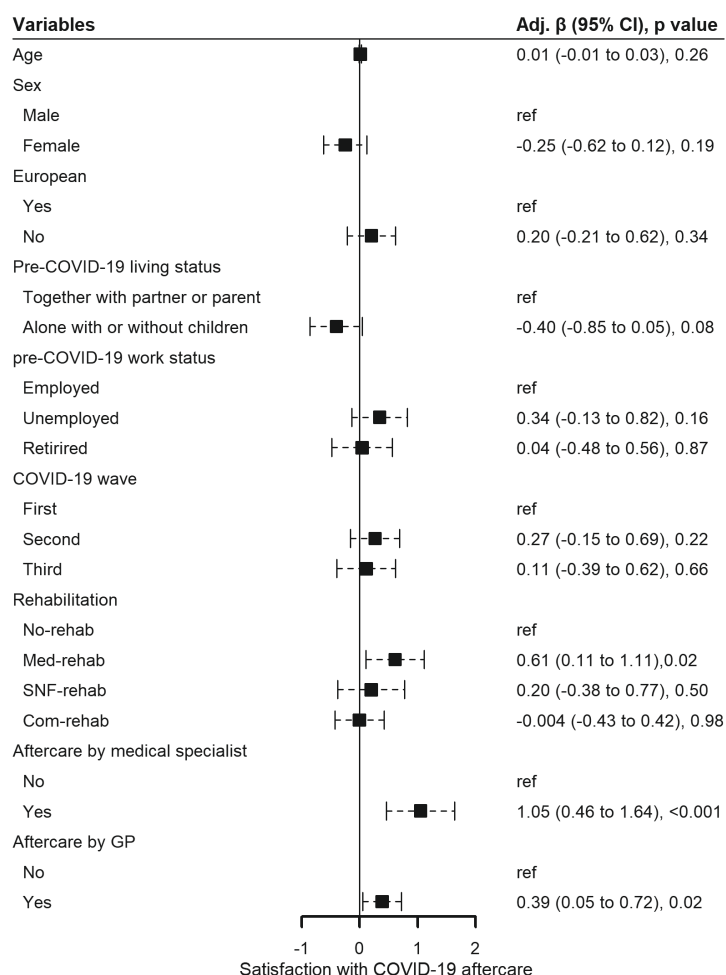 Variables Adj. β (95% CI), p value
Age 0.01 (-0.01 to 0.03), 0.26
Sex
Male ref
Female -0.25 (-0.62 to 0.12), 0.19
European
Yes ref
No 0.20 (-0.21 to 0.62), 0.34
Pre-COVID-19 living status
Together with partner or parent ref
Alone with or without children -0.40 (-0.85 to 0.05), 0.08
pre-COVID-19 work status
Employed ref
Unemployed 0.34 (-0.13 to 0.82), 0.16
Retirired 0.04 (-0.48 to 0.56), 0.87
COVID-19 wave
First ref
Second 0.27 (-0.15 to 0.69), 0.22
Third 0.11 (-0.39 to 0.62), 0.66
Rehabilitation
No-rehab ref
Med-rehab 0.61 (0.11 to 1.11),0.02
SNF-rehab 0.20 (-0.38 to 0.77), 0.50
Com-rehab -0.004 (-0.43 to 0.42), 0.98
Aftercare by medical specialist
No ref
Yes 1.05 (0.46 to 1.64), <0.001
Aftercare by GP
No ref
Yes 0.39 (0.05 to 0.72), 0.02
-1 0 1 2
Satisfaction with COVID-19 aftercare